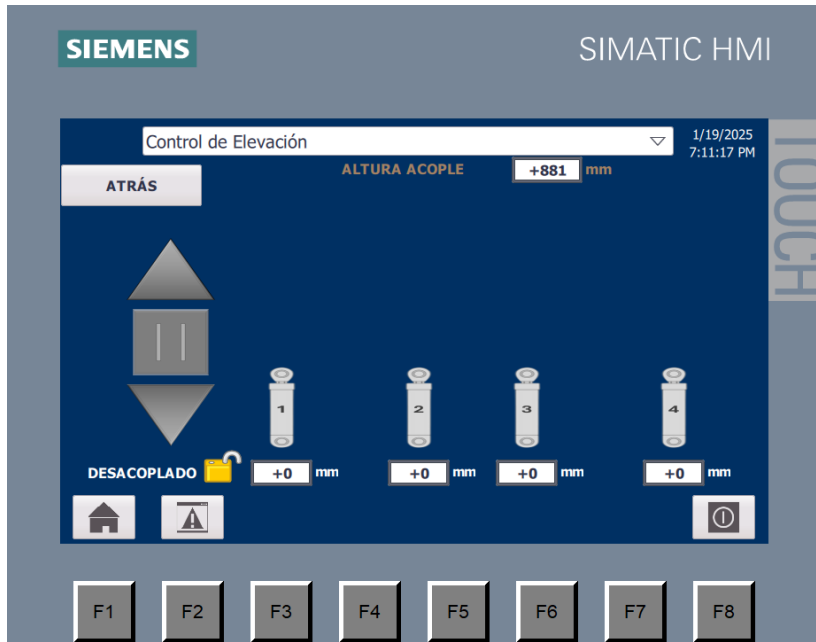 SIEMENS
SIMATIC HMI
TOUCH
Control de Elevación
1/19/2025
7:11:17 PM
ATRÁS
ALTURA ACOPLE +881 mm
1 2 3 4
DESACOPLADO +0 mm +0 mm +0 mm +0 mm
F1 F2 F3 F4 F5 F6 F7 F8